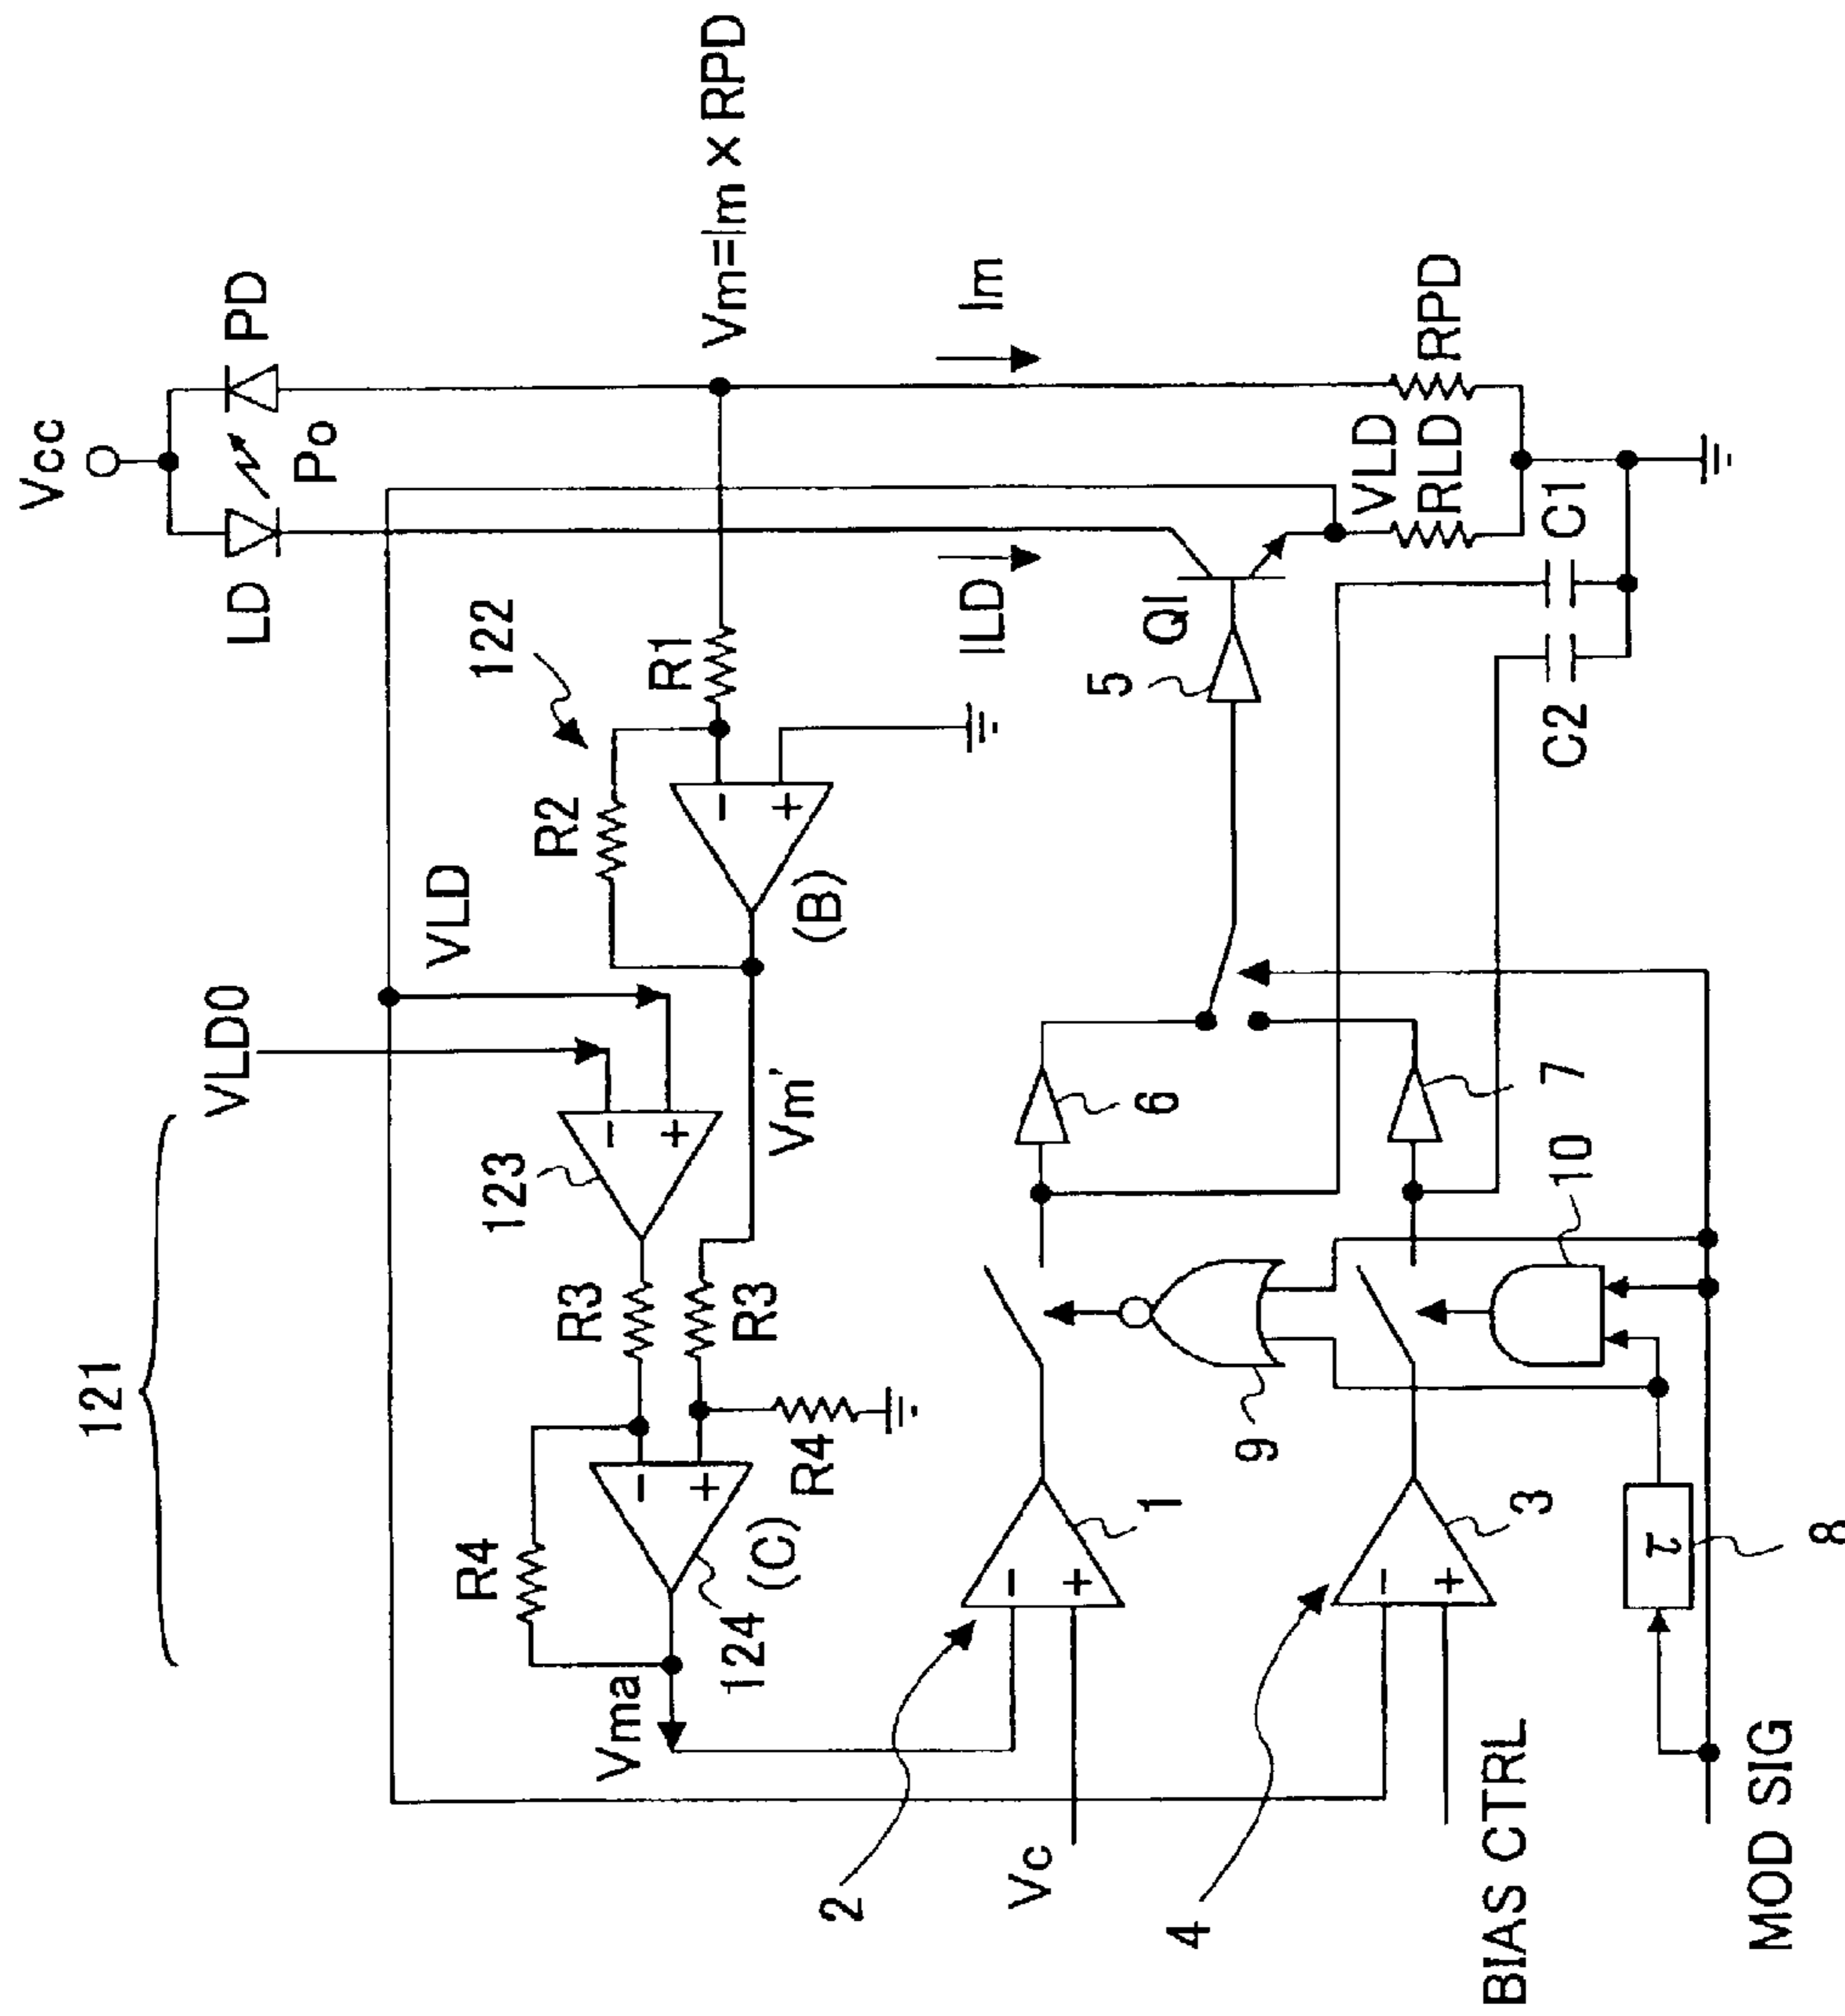 Vcc
LD
PD
Po
Vm=Im × RPD
121
VLD0
VLD
122
R1
R2
(B)
123
Vm'
R3
R3
R4
R4
(C)
124
Vma
ILD
Im
QI
5
VLD
RLD
RPD
C1
C2
6
7
2
1
Vc
9
10
4
3
BIAS CTRL
8
MOD SIG